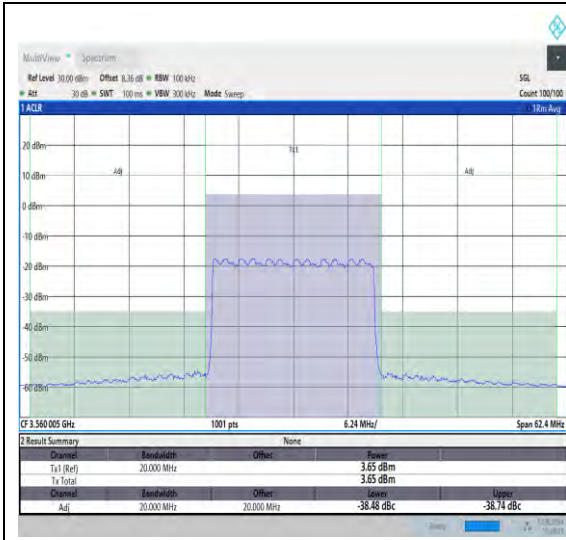 MultiView Spectrum
Ref Level 30.00 dBm Offset 8.36 dB RBW 100 kHz SGL
Att 30 dB SWT 100 ms VBW 300 kHz Mode Sweep Count 100/100
1 ACLR 1Rm Avg
20 dBm
Tx1
10 dBm Adj Adj
0 dBm
-10 dBm
-20 dBm
-30 dBm
-40 dBm
-50 dBm
-60 dBm
CF 3.560 005 GHz 1001 pts 6.24 MHz/ Span 62.4 MHz
2 Result Summary None
Channel Bandwidth Offset Power
Tx1 (Ref) 20.000 MHz 3.65 dBm
Tx Total 3.65 dBm
Channel Bandwidth Offset Lower Upper
Adj 20.000 MHz 20.000 MHz -38.48 dBc -38.74 dBc